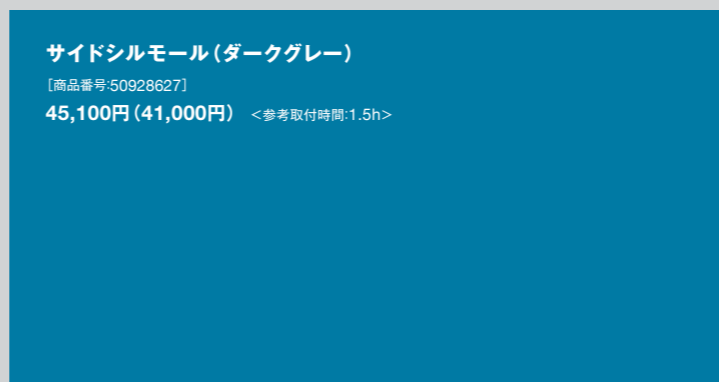 サイドシルモール（ダークグレー）
［商品番号:50928627］
45,100円（41,000円） ＜参考取付時間:1.5h＞